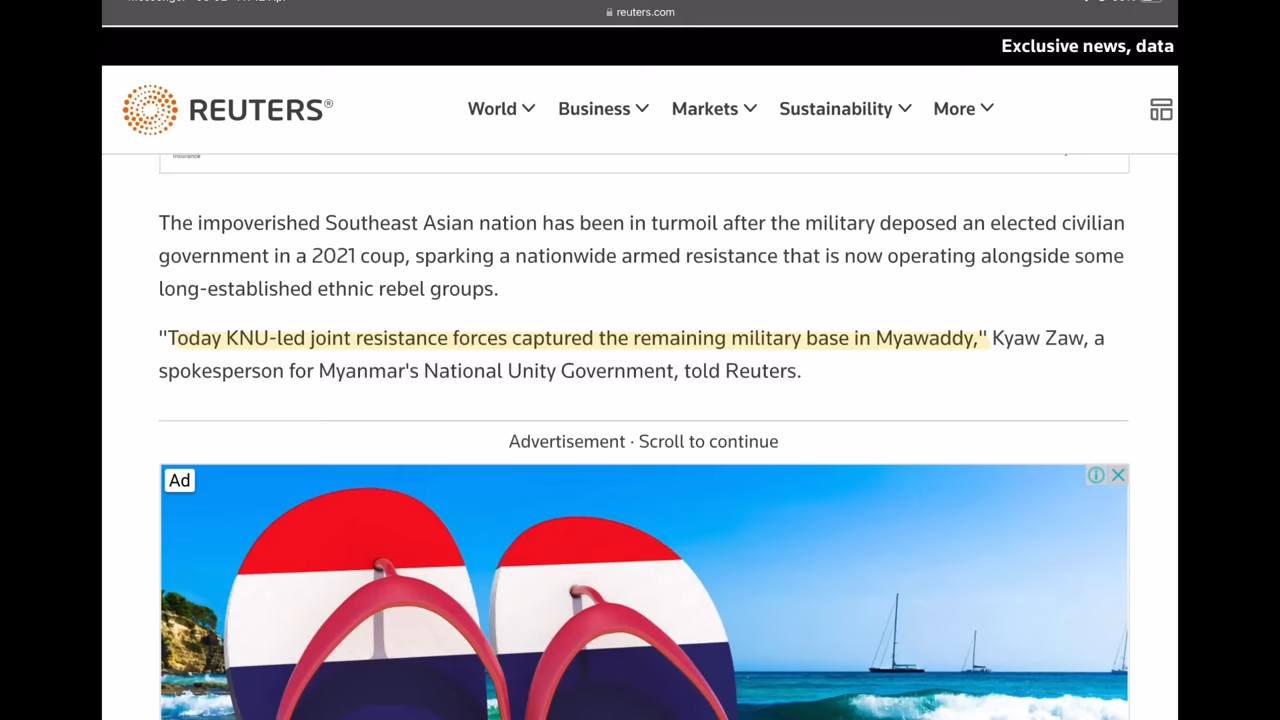 reuters.com
Exclusive news, data
REUTERS®
World
Business
Markets
Sustainability
More
Insurance
The impoverished Southeast Asian nation has been in turmoil after the military deposed an elected civilian
government in a 2021 coup, sparking a nationwide armed resistance that is now operating alongside some
long-established ethnic rebel groups.
"Today KNU-led joint resistance forces captured the remaining military base in Myawaddy," Kyaw Zaw, a
spokesperson for Myanmar's National Unity Government, told Reuters.
Advertisement · Scroll to continue
Ad